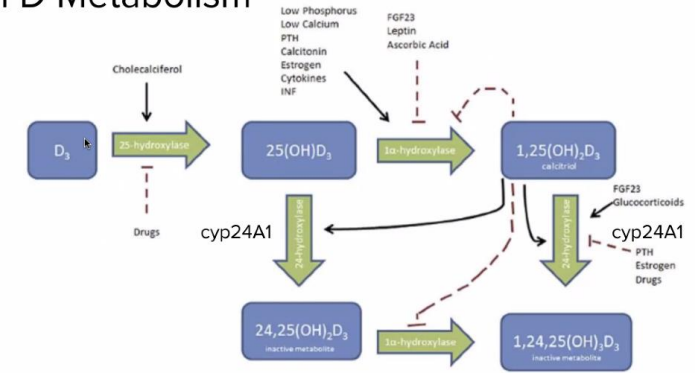 D Metabolism
Low Phosphorus
Low Calcium
PTH
Calcitonin
Estrogen
Cytokines
INF
FGF23
Leptin
Ascorbic Acid
Cholecalciferol
D₃
25-hydroxylase
25(OH)D₃
1α-hydroxylase
1,25(OH)₂D₃
calcitriol
Drugs
cyp24A1
24-hydroxylase
24-hydroxylase
FGF23
Glucocorticoids
cyp24A1
PTH
Estrogen
Drugs
24,25(OH)₂D₃
inactive metabolite
1α-hydroxylase
1,24,25(OH)₃D₃
inactive metabolite